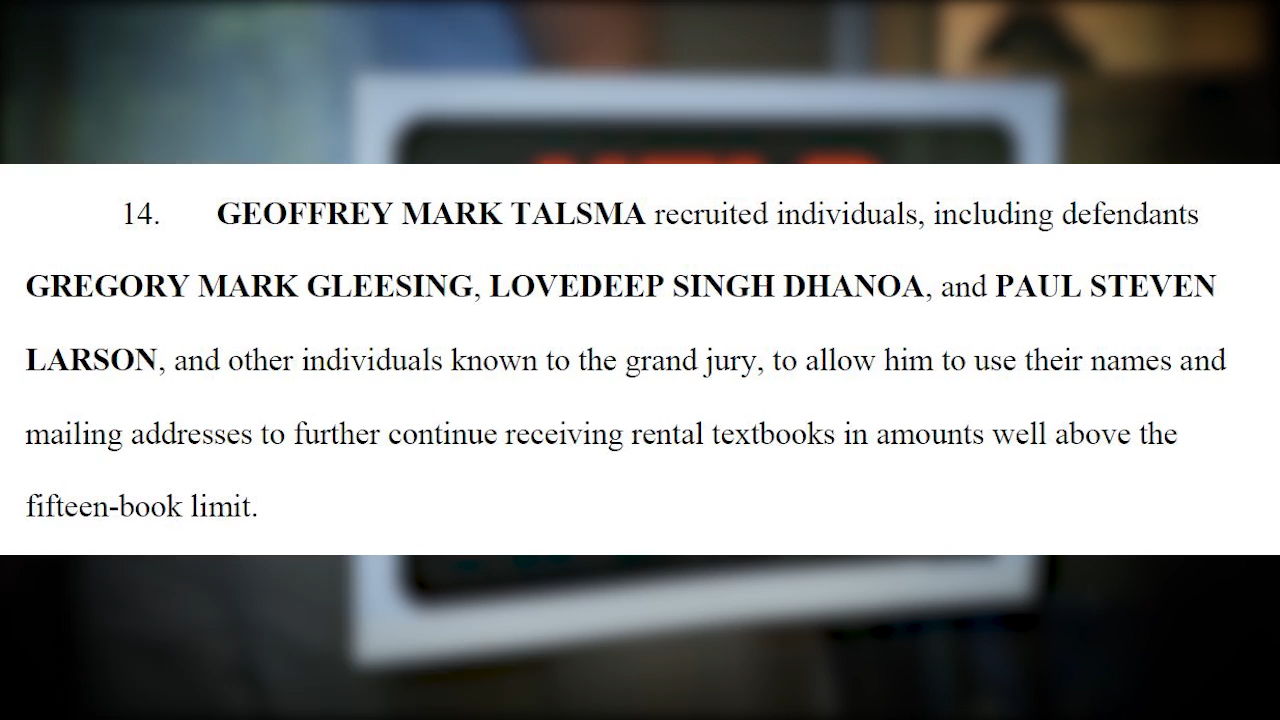 14. GEOFFREY MARK TALSMA recruited individuals, including defendants
GREGORY MARK GLEESING, LOVEDEEP SINGH DHANOA, and PAUL STEVEN
LARSON, and other individuals known to the grand jury, to allow him to use their names and
mailing addresses to further continue receiving rental textbooks in amounts well above the
fifteen-book limit.